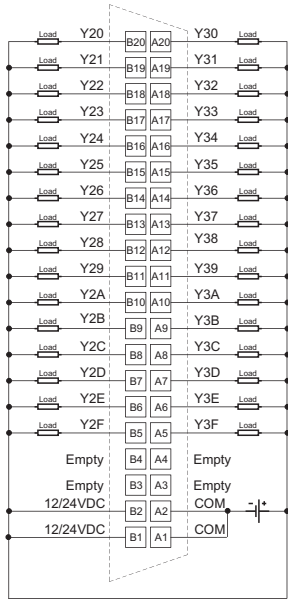 Load Y20 B20 A20 Y30 Load
Load Y21 B19 A19 Y31 Load
Load Y22 B18 A18 Y32 Load
Load Y23 B17 A17 Y33 Load
Load Y24 B16 A16 Y34 Load
Load Y25 B15 A15 Y35 Load
Load Y26 B14 A14 Y36 Load
Load Y27 B13 A13 Y37 Load
Load Y28 B12 A12 Y38 Load
Load Y29 B11 A11 Y39 Load
Load Y2A B10 A10 Y3A Load
Load Y2B B9 A9 Y3B Load
Load Y2C B8 A8 Y3C Load
Load Y2D B7 A7 Y3D Load
Load Y2E B6 A6 Y3E Load
Load Y2F B5 A5 Y3F Load
Empty B4 A4 Empty
Empty B3 A3 Empty
12/24VDC B2 A2 COM - +
12/24VDC B1 A1 COM